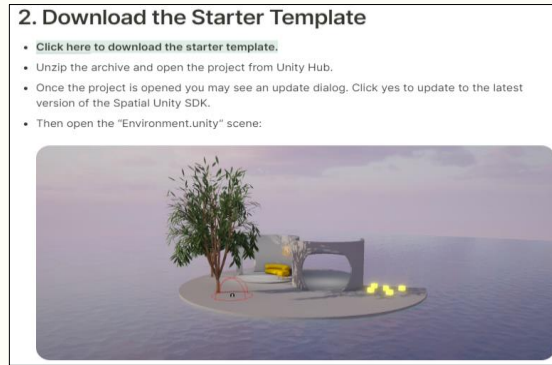 2. Download the Starter Template
• Click here to download the starter template.
• Unzip the archive and open the project from Unity Hub.
• Once the project is opened you may see an update dialog. Click yes to update to the latest
version of the Spatial Unity SDK.
• Then open the "Environment.unity" scene: